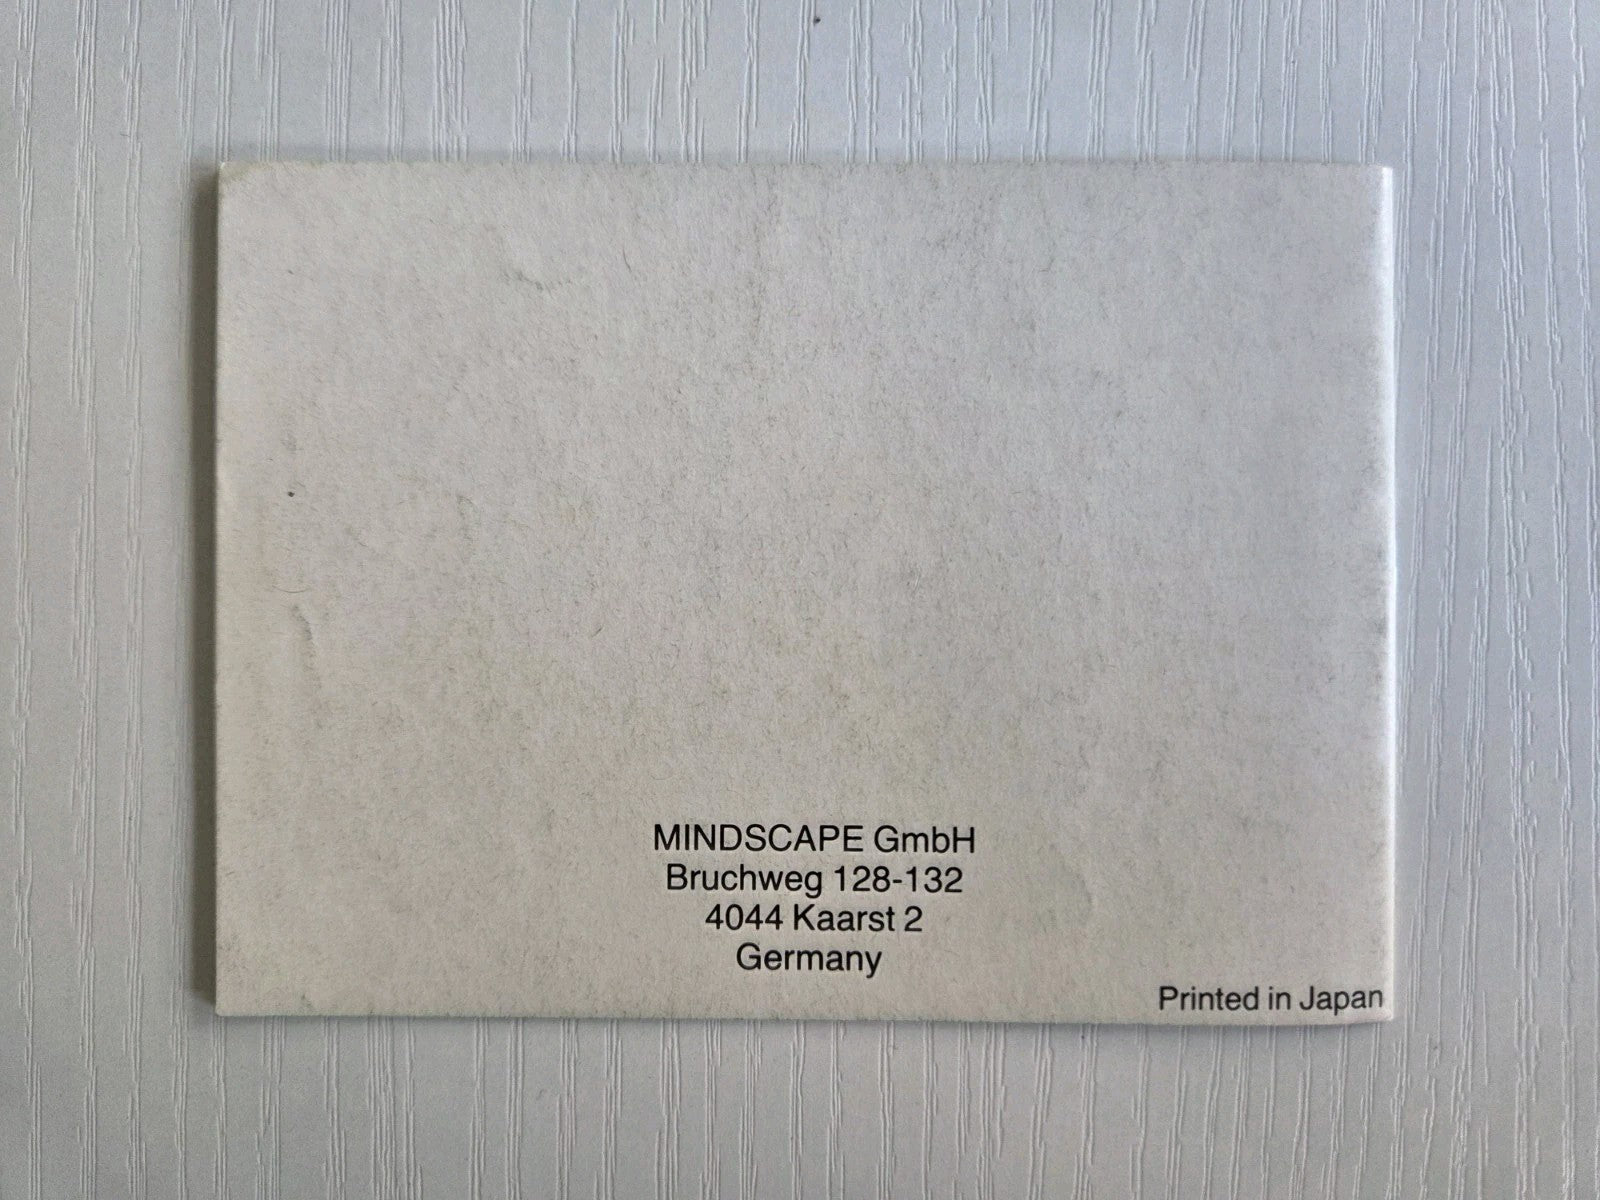 MINDSCAPE GmbH
Bruchweg 128-132
4044 Kaarst 2
Germany
Printed in Japan